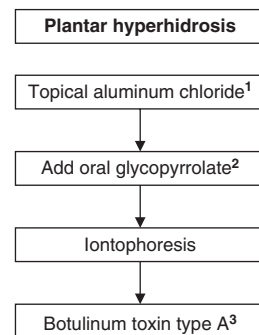 Plantar hyperhidrosis
Topical aluminum chloride¹
Add oral glycopyrrolate²
Iontophoresis
Botulinum toxin type A³